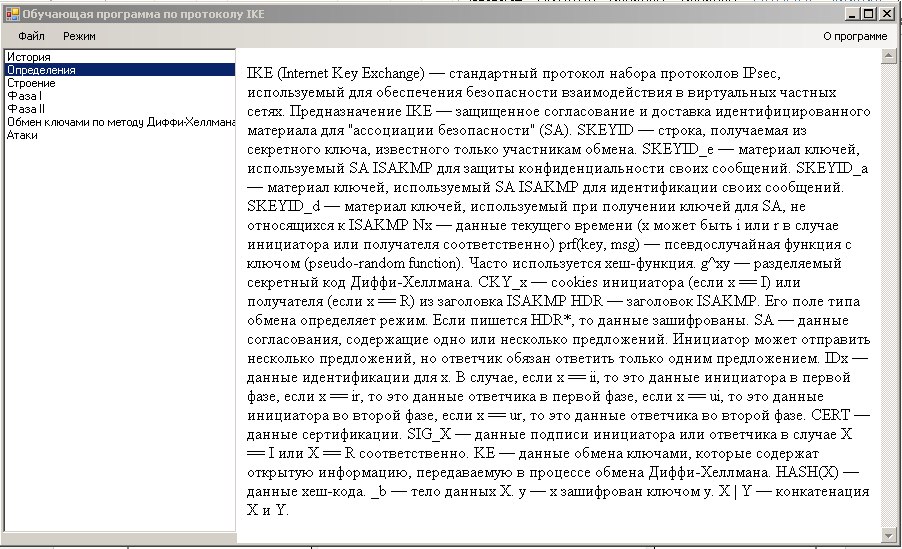 Обучающая программа по протоколу IKE
Файл Режим О программе
История
Определения
Строение
Фаза I
Фаза II
Обмен ключами по методу Диффи-Хеллмана
Атаки
IKE (Internet Key Exchange) — стандартный протокол набора протоколов IPsec,
используемый для обеспечения безопасности взаимодействия в виртуальных частных
сетях. Предназначение IKE — защищенное согласование и доставка идентифицированного
материала для "ассоциации безопасности" (SA). SKEYID — строка, получаемая из
секретного ключа, известного только участникам обмена. SKEYID_e — материал ключей,
используемый SA ISAKMP для защиты конфиденциальности своих сообщений. SKEYID_a
— материал ключей, используемый SA ISAKMP для идентификации своих сообщений.
SKEYID_d — материал ключей, используемый при получении ключей для SA, не
относящихся к ISAKMP Nx — данные текущего времени (x может быть i или r в случае
инициатора или получателя соответственно) prf(key, msg) — псевдослучайная функция с
ключом (pseudo-random function). Часто используется хеш-функция. g^xy — разделяемый
секретный код Диффи-Хеллмана. CKY_x — cookies инициатора (если x == I) или
получателя (если x == R) из заголовка ISAKMP HDR — заголовок ISAKMP. Его поле типа
обмена определяет режим. Если пишется HDR*, то данные зашифрованы. SA — данные
согласования, содержащие одно или несколько предложений. Инициатор может отправить
несколько предложений, но ответчик обязан ответить только одним предложением. IDx —
данные идентификации для x. В случае, если x == ii, то это данные инициатора в первой
фазе, если x == ir, то это данные ответчика в первой фазе, если x == ui, то это данные
инициатора во второй фазе, если x == ur, то это данные ответчика во второй фазе. CERT —
данные сертификации. SIG_X — данные подписи инициатора или ответчика в случае X
== I или X == R соответственно. KE — данные обмена ключами, которые содержат
открытую информацию, передаваемую в процессе обмена Диффи-Хеллмана. HASH(X) —
данные хеш-кода. _b — тело данных X. y — x зашифрован ключом y. X | Y — конкатенация
X и Y.